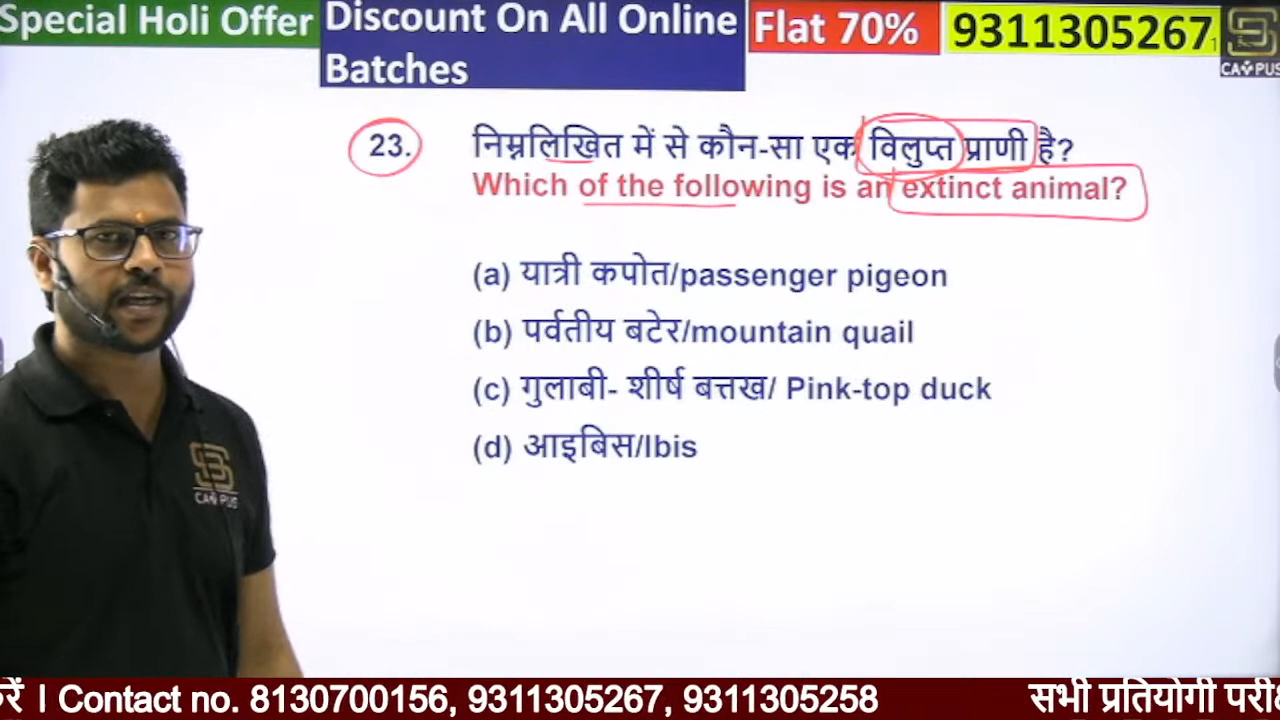 Special Holi Offer
Discount On All Online
Batches
Flat 70%
9311305267
CAMPUS
23. निम्नलिखित में से कौन-सा एक विलुप्त प्राणी है?
Which of the following is an extinct animal?
(a) यात्री कपोत/passenger pigeon
(b) पर्वतीय बटेर/mountain quail
(c) गुलाबी- शीर्ष बत्तख/ Pink-top duck
(d) आइबिस/Ibis
CAMPUS
करें । Contact no. 8130700156, 9311305267, 9311305258
सभी प्रतियोगी